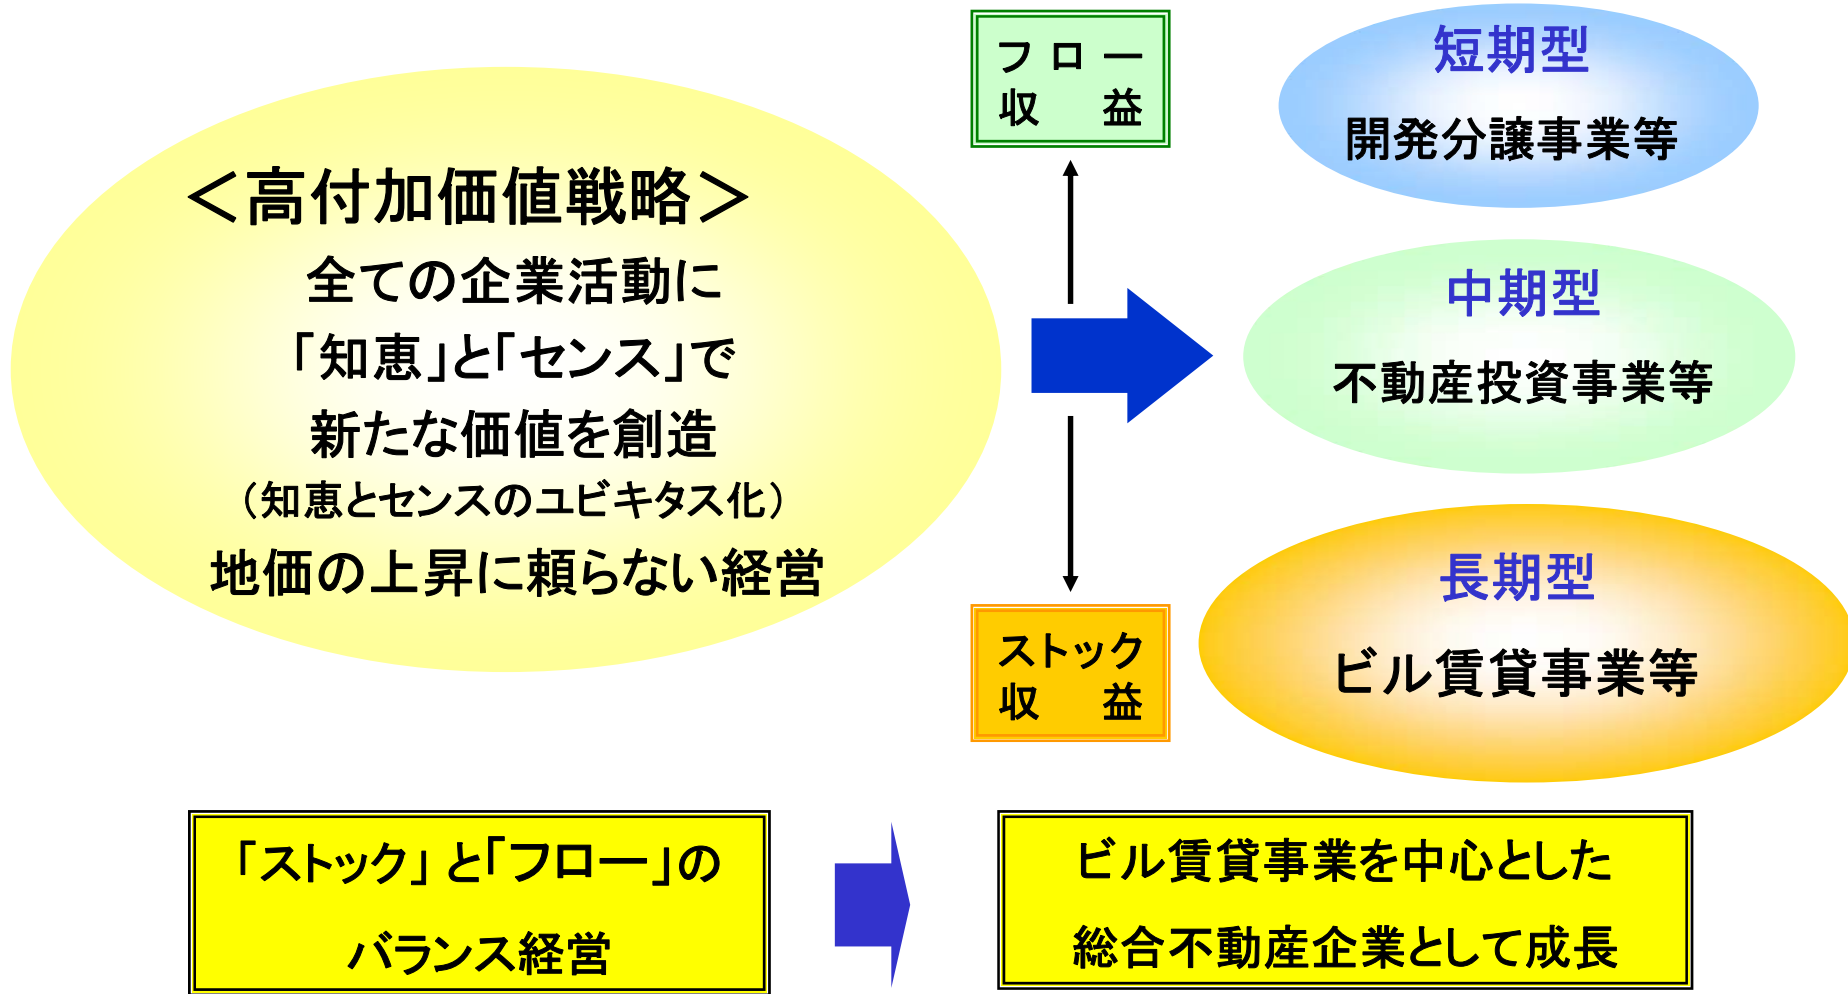 ＜高付加価値戦略＞
全ての企業活動に
「知恵」と「センス」で
新たな価値を創造
（知恵とセンスのユビキタス化）
地価の上昇に頼らない経営
フロー
収　益
ストック
収　益
短期型
開発分譲事業等
中期型
不動産投資事業等
長期型
ビル賃貸事業等
「ストック」と「フロー」の
バランス経営
ビル賃貸事業を中心とした
総合不動産企業として成長